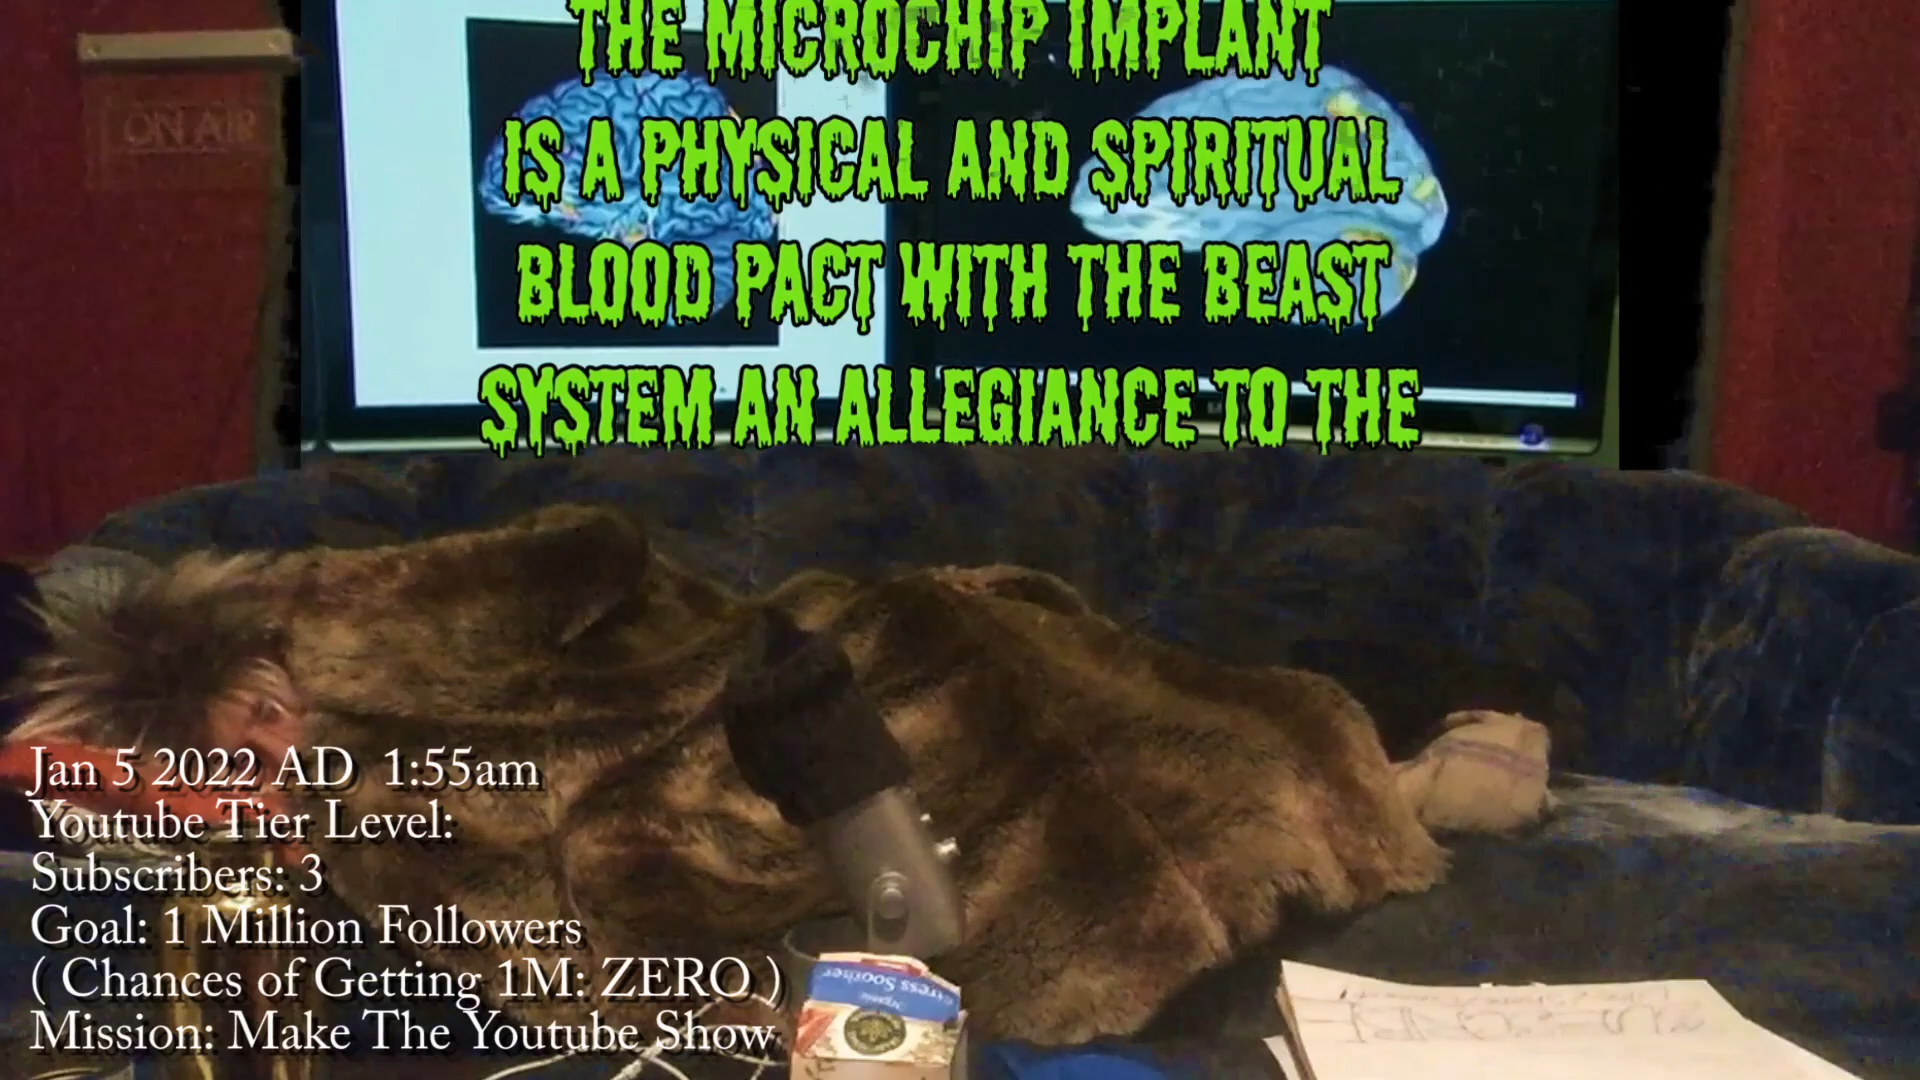 THE MICROCHIP IMPLANT
IS A PHYSICAL AND SPIRITUAL
BLOOD PACT WITH THE BEAST
SYSTEM AN ALLEGIANCE TO THE
ON AIR
Jan 5 2022 AD 1:55am
Youtube Tier Level:
Subscribers: 3
Goal: 1 Million Followers
( Chances of Getting 1M: ZERO )
Mission: Make The Youtube Show
Stress Soother